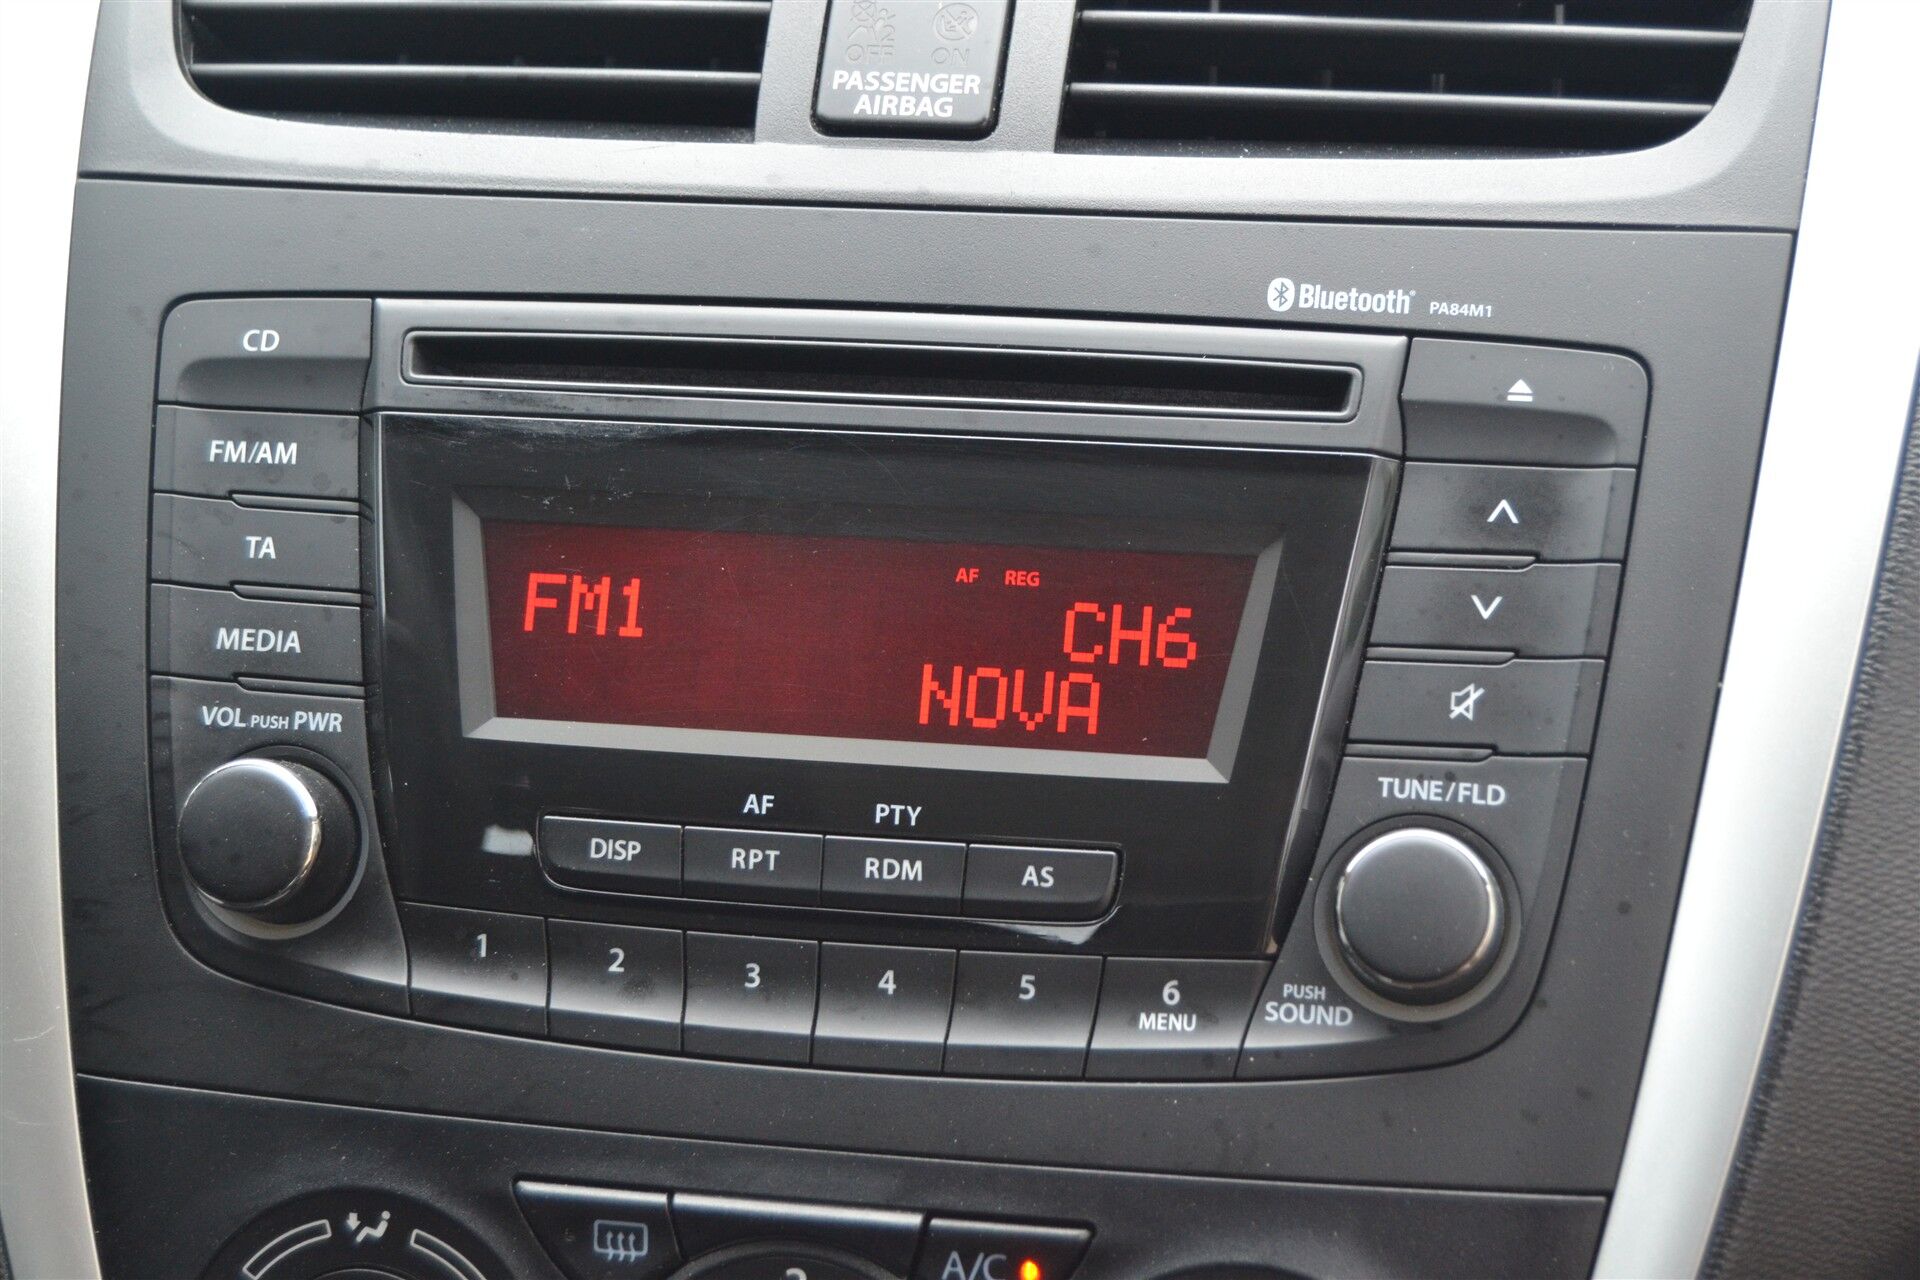 OFF ON
PASSENGER
AIRBAG
Bluetooth® PA84M1
CD
FM/AM
TA
MEDIA
VOL PUSH PWR
AF REG
FM1 CH6
NOVA
TUNE/FLD
AF PTY
DISP RPT RDM AS
1 2 3 4 5 6
MENU
PUSH
SOUND
A/C